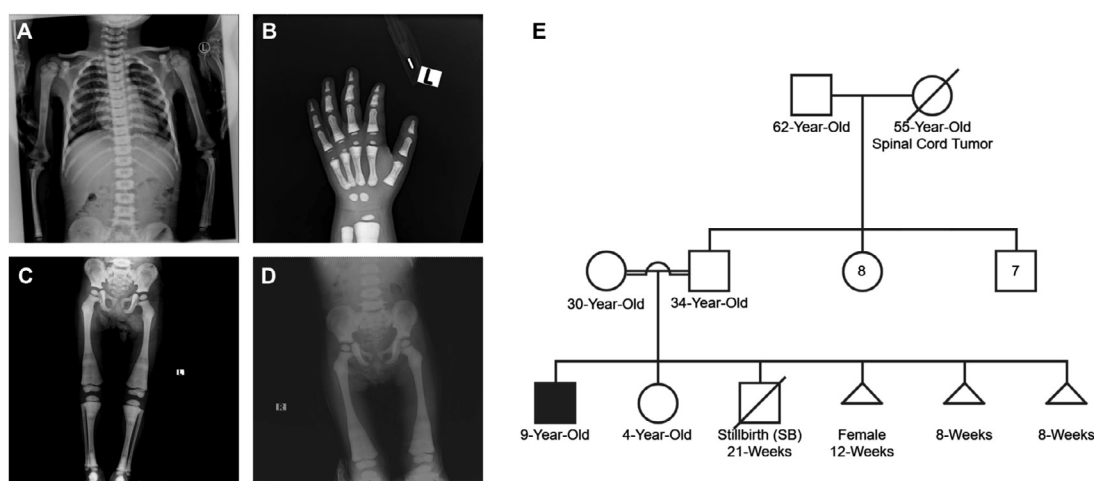 A
B
E
L
L
62-Year-Old
55-Year-Old
Spinal Cord Tumor
C
D
8
7
30-Year-Old
34-Year-Old
L
R
9-Year-Old
4-Year-Old
Stillbirth (SB)
21-Weeks
Female
12-Weeks
8-Weeks
8-Weeks